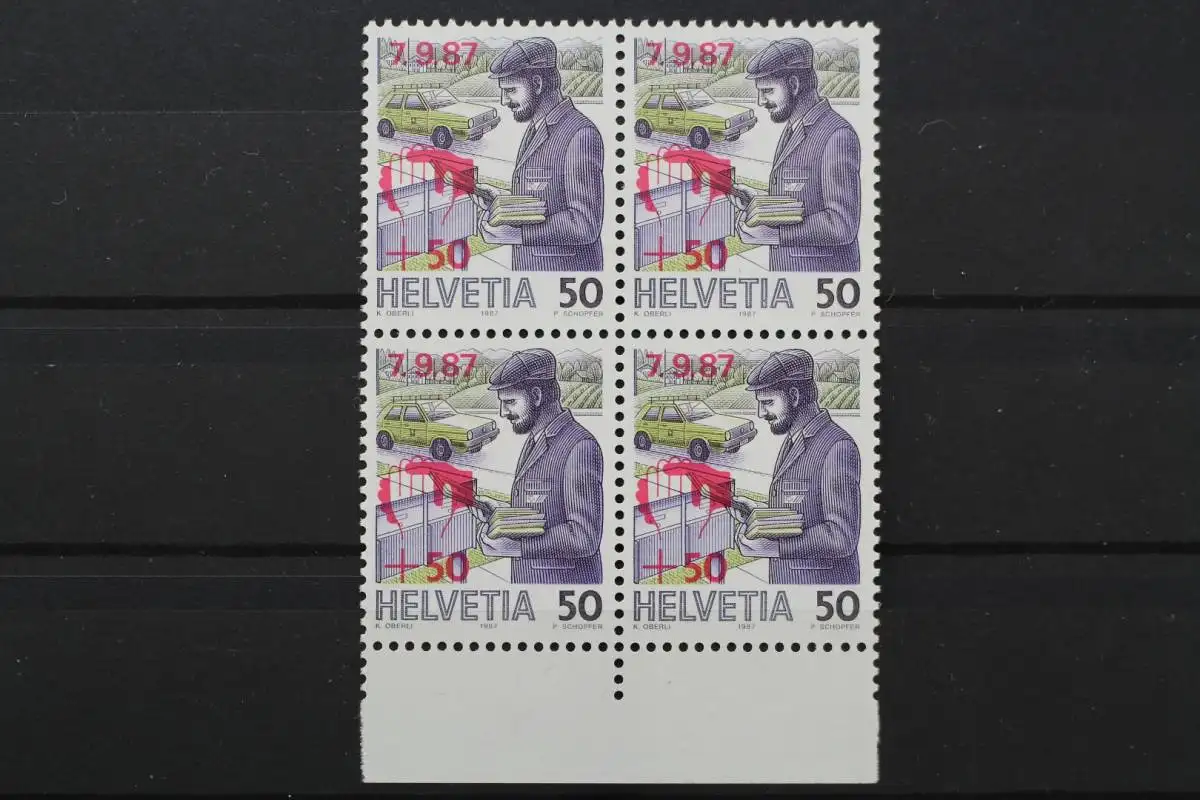 7.9.87
+50
HELVETIA 50
K. OBERLI 1987 P. SCHOPFER
7.9.87
+50
HELVETIA 50
K. OBERLI 1987 P. SCHOPFER
7.9.87
+50
HELVETIA 50
K. OBERLI 1987 P. SCHOPFER
7.9.87
+50
HELVETIA 50
K. OBERLI 1987 P. SCHOPFER